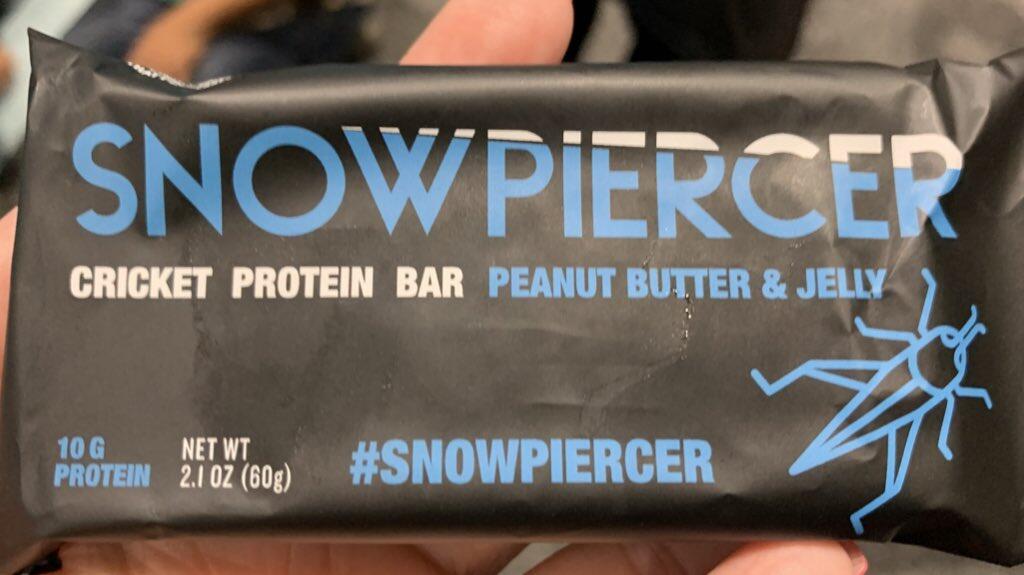 SNOWPIERCER
CRICKET PROTEIN BAR PEANUT BUTTER & JELLY
10 G
PROTEIN
NET WT
2.1 OZ (60g)
#SNOWPIERCER